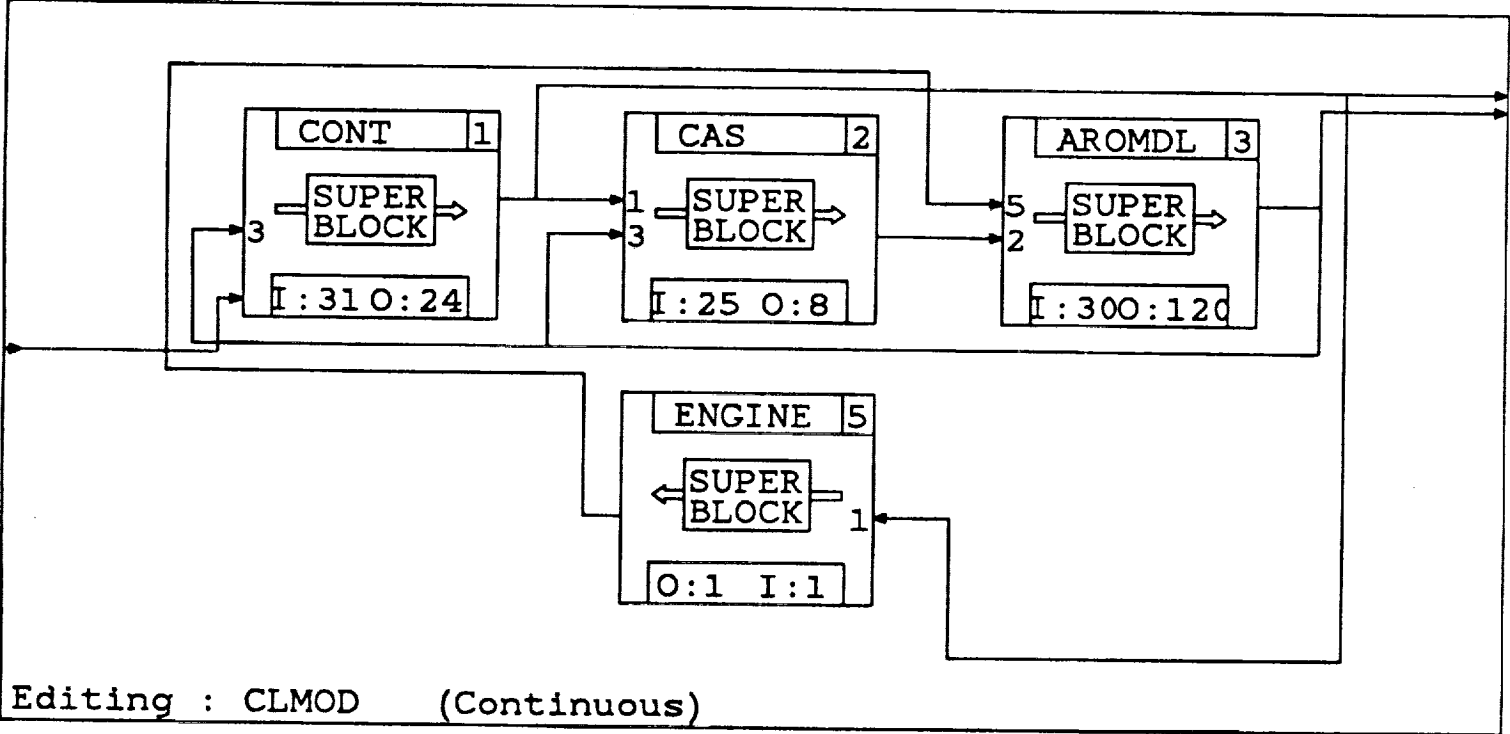 CONT 1
SUPER
BLOCK
3
I:31 O:24
CAS 2
1
SUPER
BLOCK
3
I:25 O:8
AROMDL 3
5
SUPER
BLOCK
2
I:30 O:120
ENGINE 5
SUPER
BLOCK
1
O:1 I:1
Editing : CLMOD (Continuous)